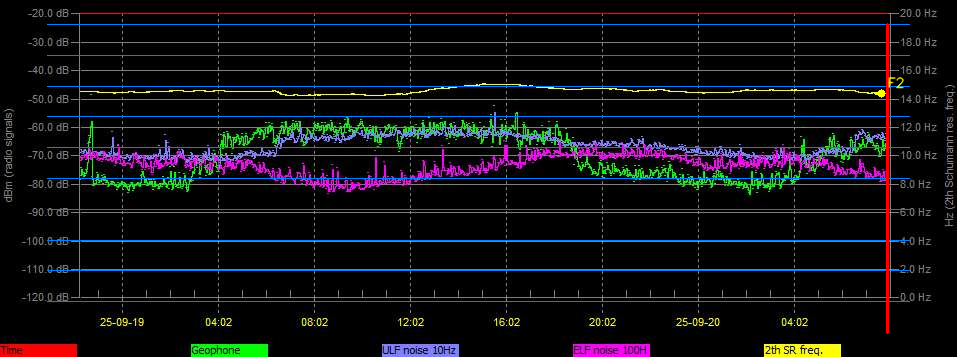 -20.0 dB 20.0 Hz
-30.0 dB 18.0 Hz
-40.0 dB 16.0 Hz
F2
-50.0 dB 14.0 Hz
-60.0 dB 12.0 Hz
-70.0 dB 10.0 Hz
-80.0 dB 8.0 Hz
-90.0 dB 6.0 Hz
-100.0 dB 4.0 Hz
-110.0 dB 2.0 Hz
-120.0 dB 0.0 Hz
dBm (radio signals)
Hz (2th Schumann res. freq.)
25-09-19 04:02 08:02 12:02 16:02 20:02 25-09-20 04:02
Time Geophone ULF noise 10Hz ELF noise 100H 2th SR freq.